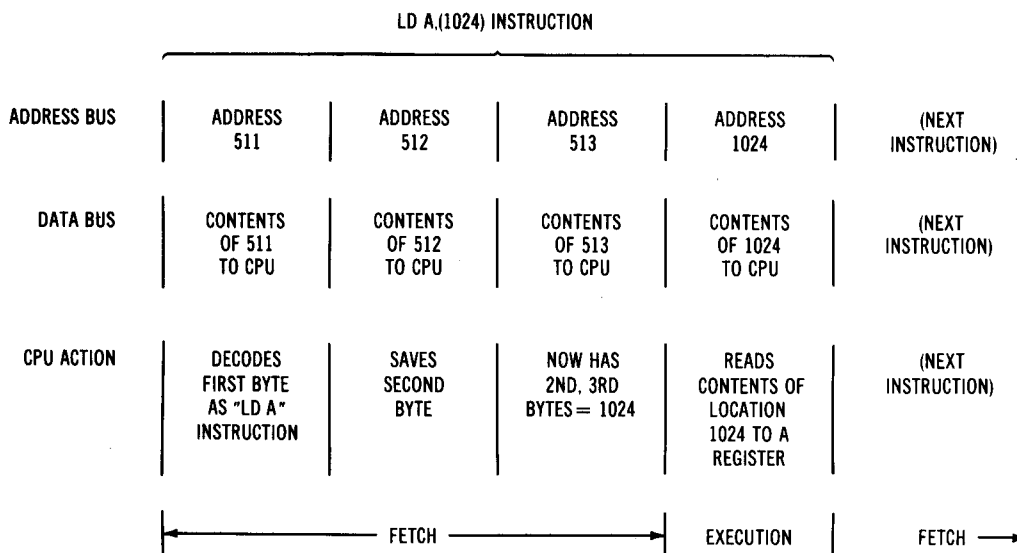 LD A,(1024) INSTRUCTION
ADDRESS BUS
ADDRESS
511
ADDRESS
512
ADDRESS
513
ADDRESS
1024
(NEXT
INSTRUCTION)
DATA BUS
CONTENTS
OF 511
TO CPU
CONTENTS
OF 512
TO CPU
CONTENTS
OF 513
TO CPU
CONTENTS
OF 1024
TO CPU
(NEXT
INSTRUCTION)
CPU ACTION
DECODES
FIRST BYTE
AS "LD A"
INSTRUCTION
SAVES
SECOND
BYTE
NOW HAS
2ND, 3RD
BYTES = 1024
READS
CONTENTS OF
LOCATION
1024 TO A
REGISTER
(NEXT
INSTRUCTION)
FETCH
EXECUTION
FETCH